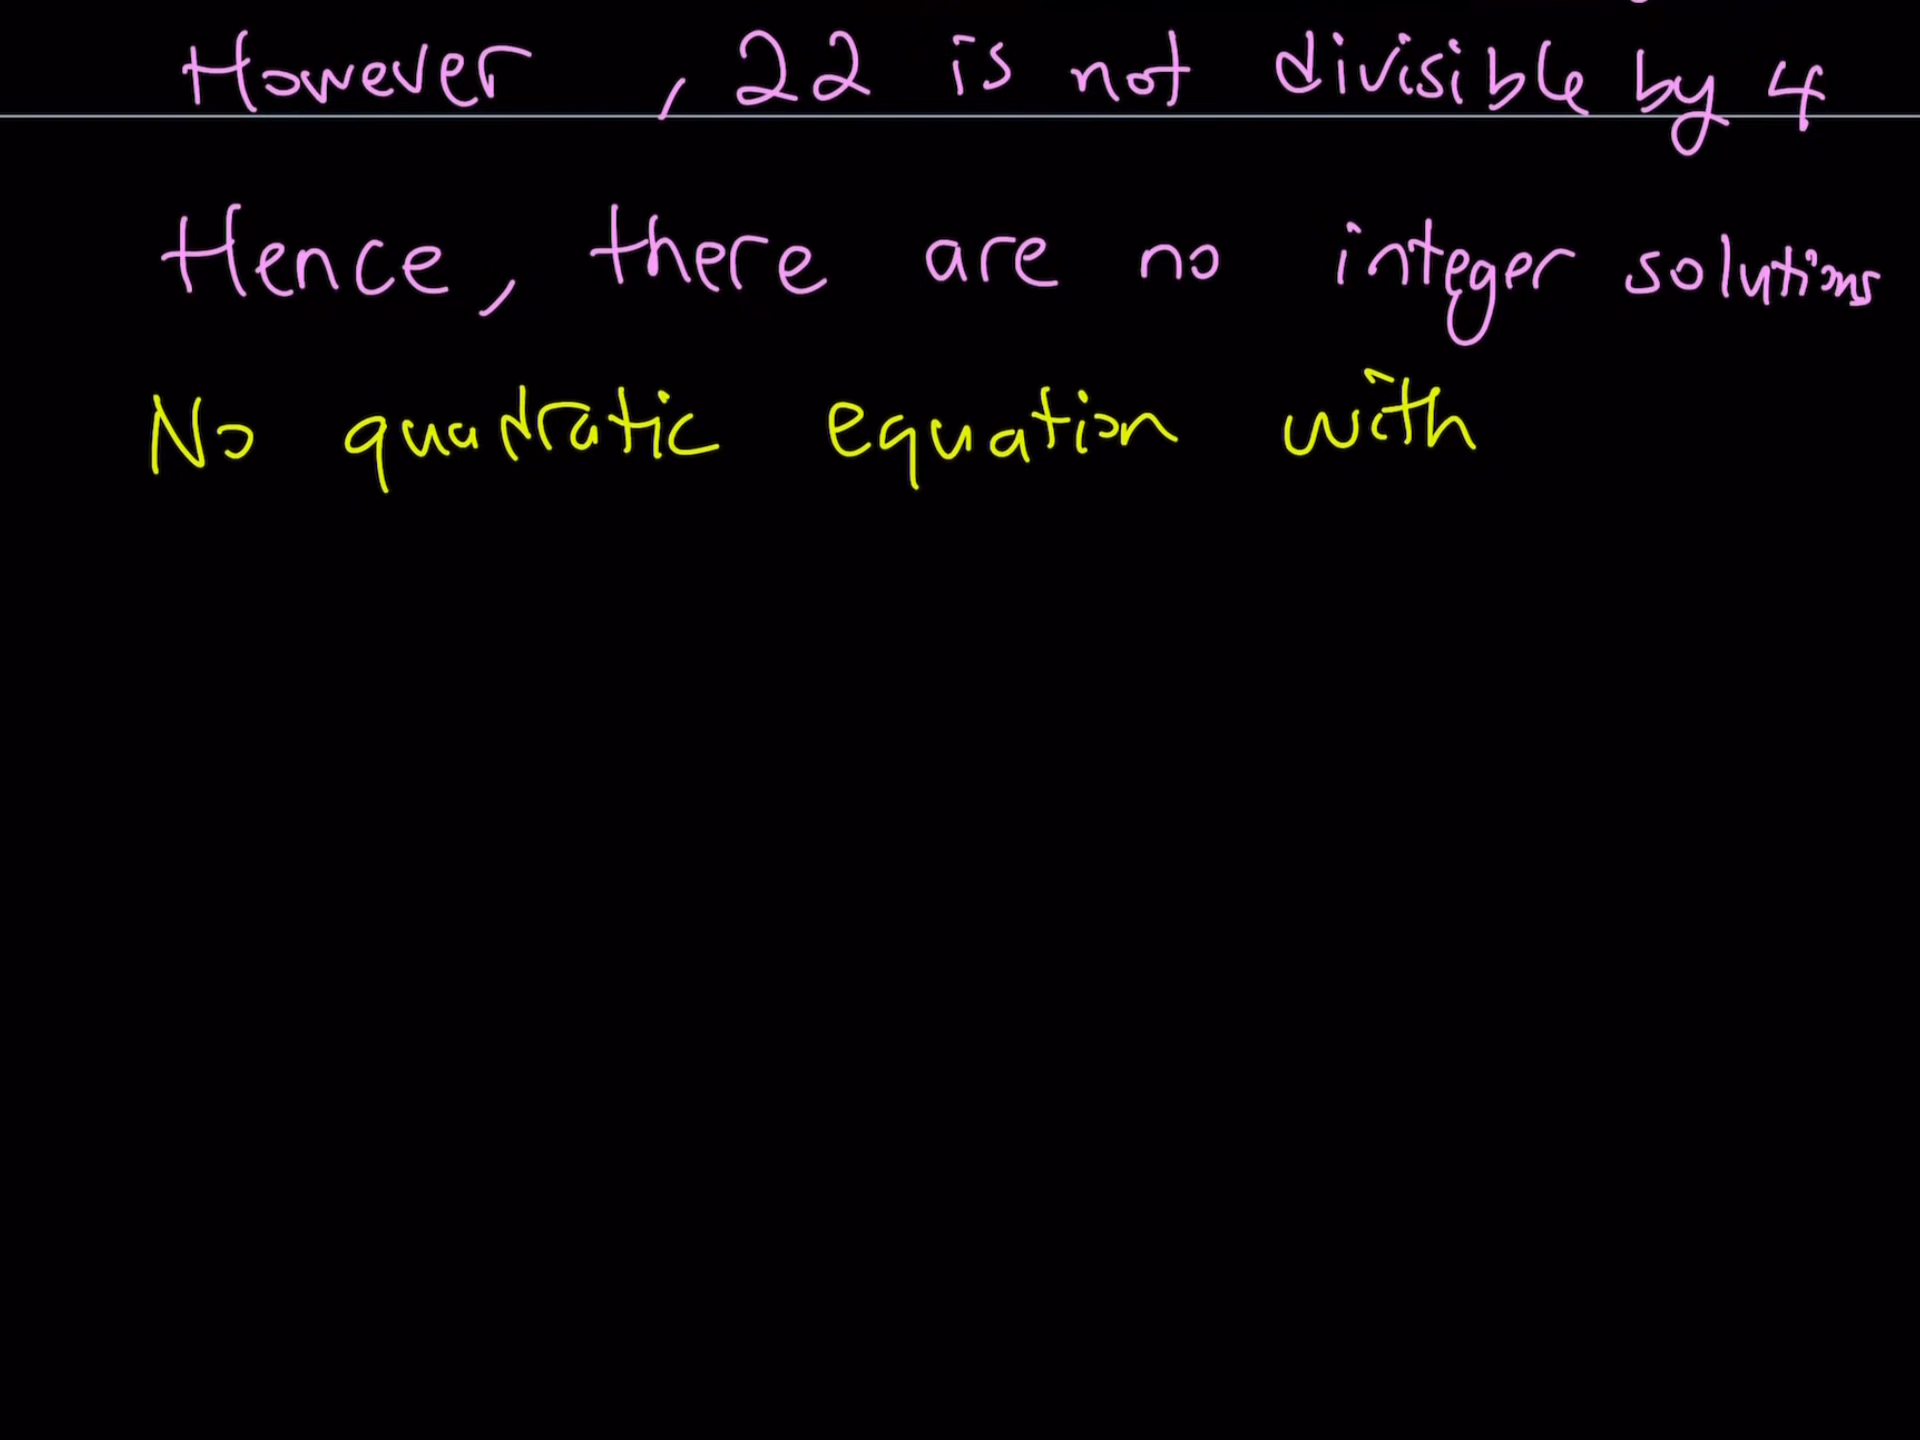 However, 22 is not divisible by 4
Hence, there are no integer solutions
No quadratic equation with